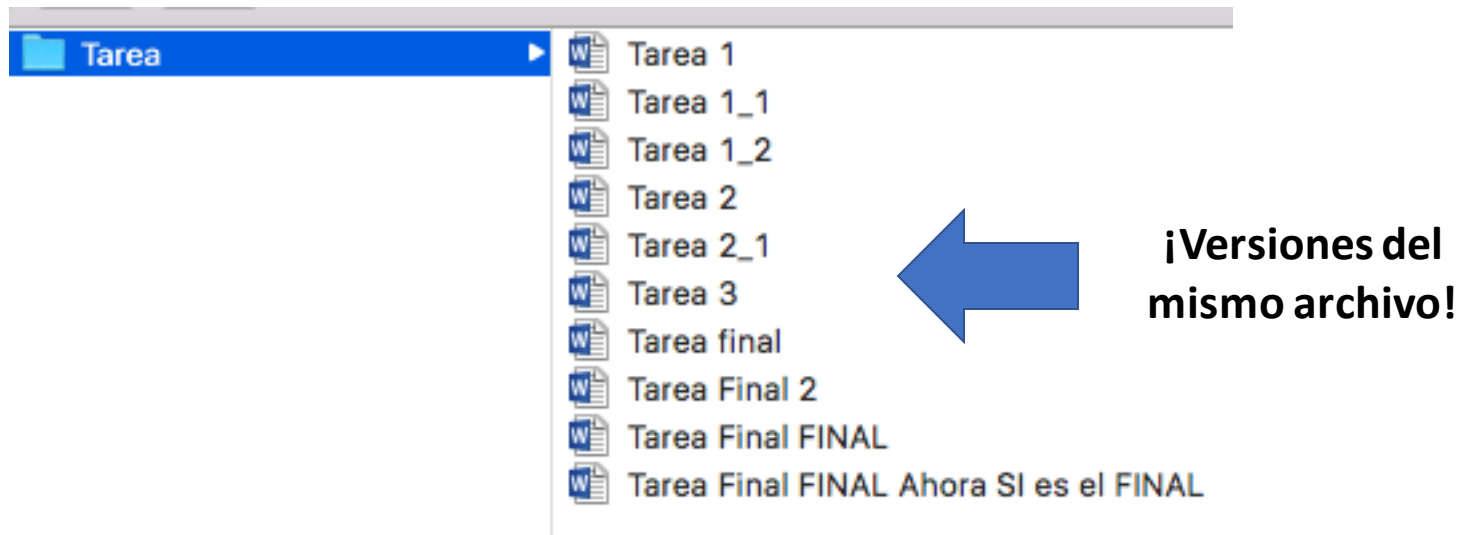 Tarea
Tarea 1
Tarea 1_1
Tarea 1_2
Tarea 2
Tarea 2_1
Tarea 3
Tarea final
Tarea Final 2
Tarea Final FINAL
Tarea Final FINAL Ahora SI es el FINAL
¡Versiones del
mismo archivo!